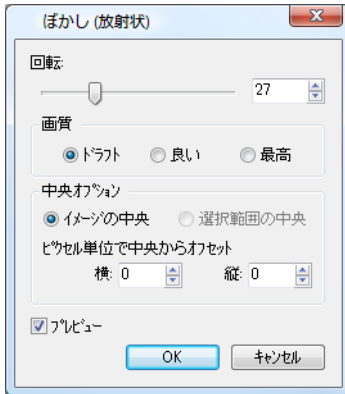 ぼかし (放射状)
回転:
27
画質
ﾄﾞﾗﾌﾄ 良い 最高
中央ｵﾌﾟｼｮﾝ
ｲﾒｰｼﾞの中央 選択範囲の中央
ﾋﾟｸｾﾙ単位で中央からｵﾌｾｯﾄ
横: 0 縦: 0
ﾌﾟﾚﾋﾞｭｰ
OK ｷｬﾝｾﾙ